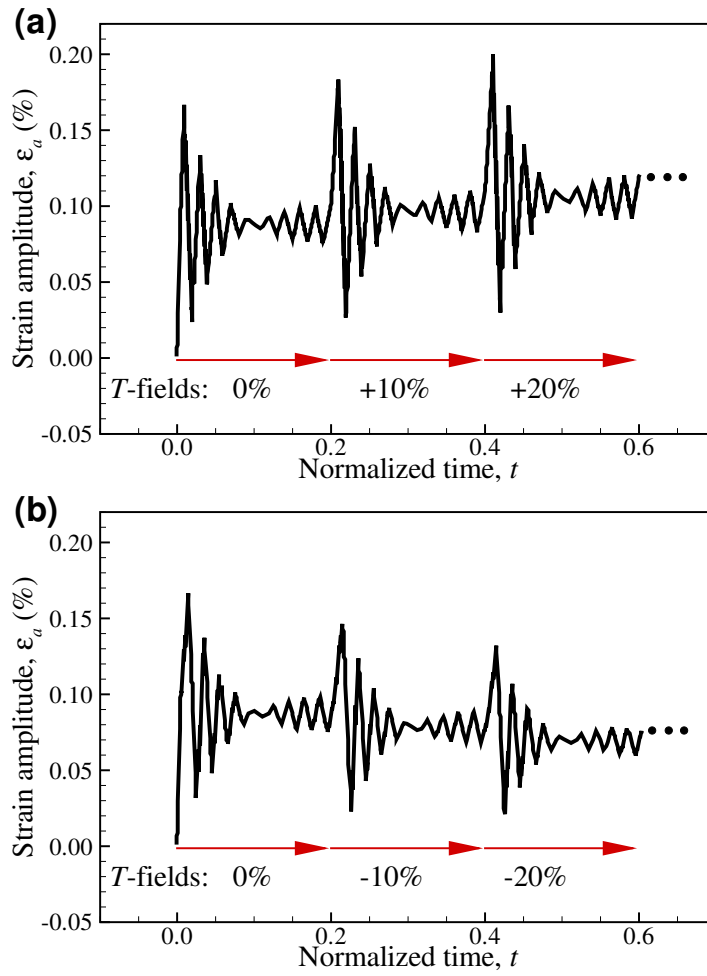 (a)
Strain amplitude, εa (%)
0.20
0.15
0.10
0.05
0.00
-0.05
T-fields: 0% +10% +20%
0.0 0.2 0.4 0.6
Normalized time, t
(b)
Strain amplitude, εa (%)
0.20
0.15
0.10
0.05
0.00
-0.05
T-fields: 0% -10% -20%
0.0 0.2 0.4 0.6
Normalized time, t